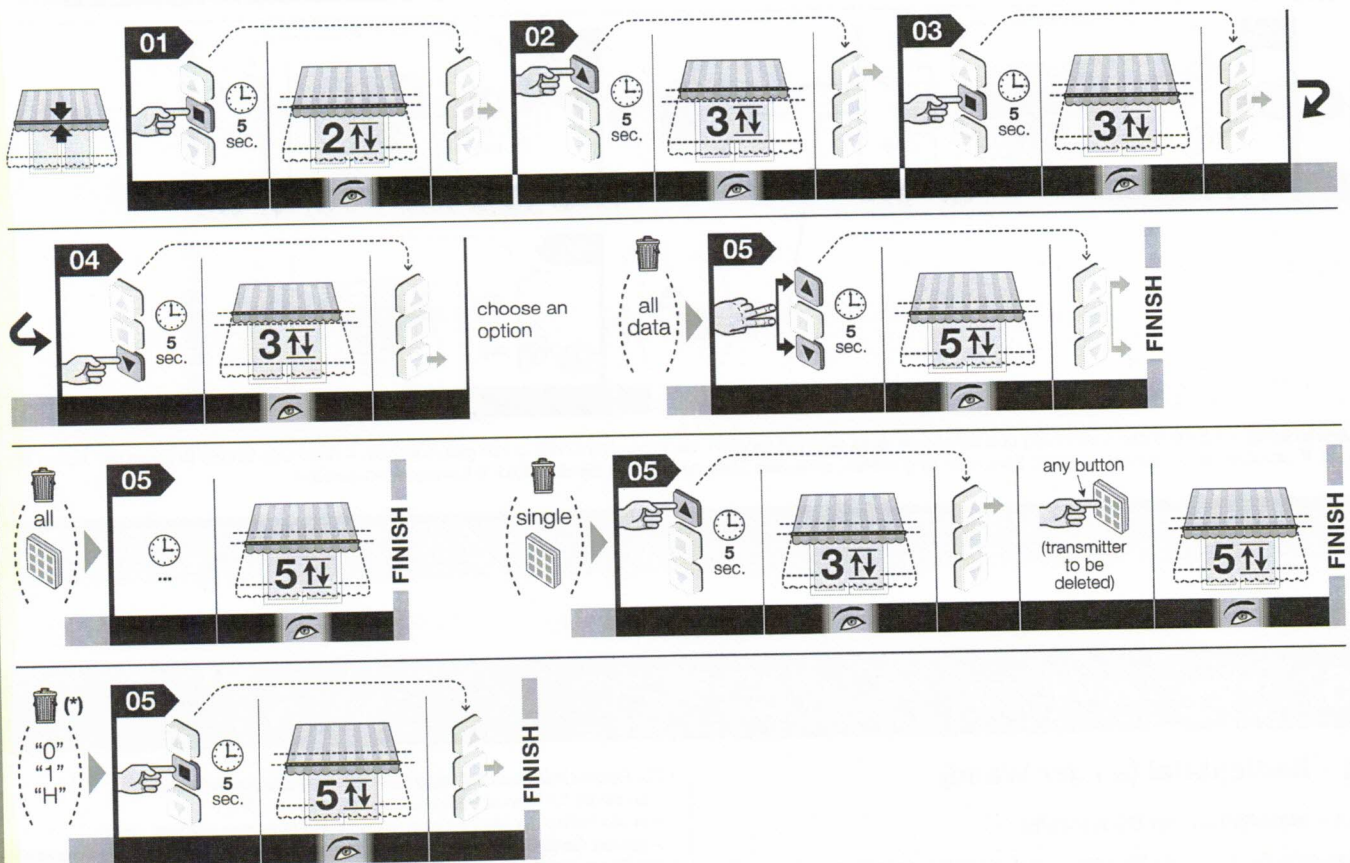 01
5
sec.
2
02
5
sec.
3
03
5
sec.
3
04
5
sec.
3
choose an
option
all
data
05
5
sec.
5
FINISH
all
05
...
5
FINISH
single
05
5
sec.
3
any button
(transmitter
to be
deleted)
5
FINISH
(*)
"0"
"1"
"H"
05
5
sec.
5
FINISH